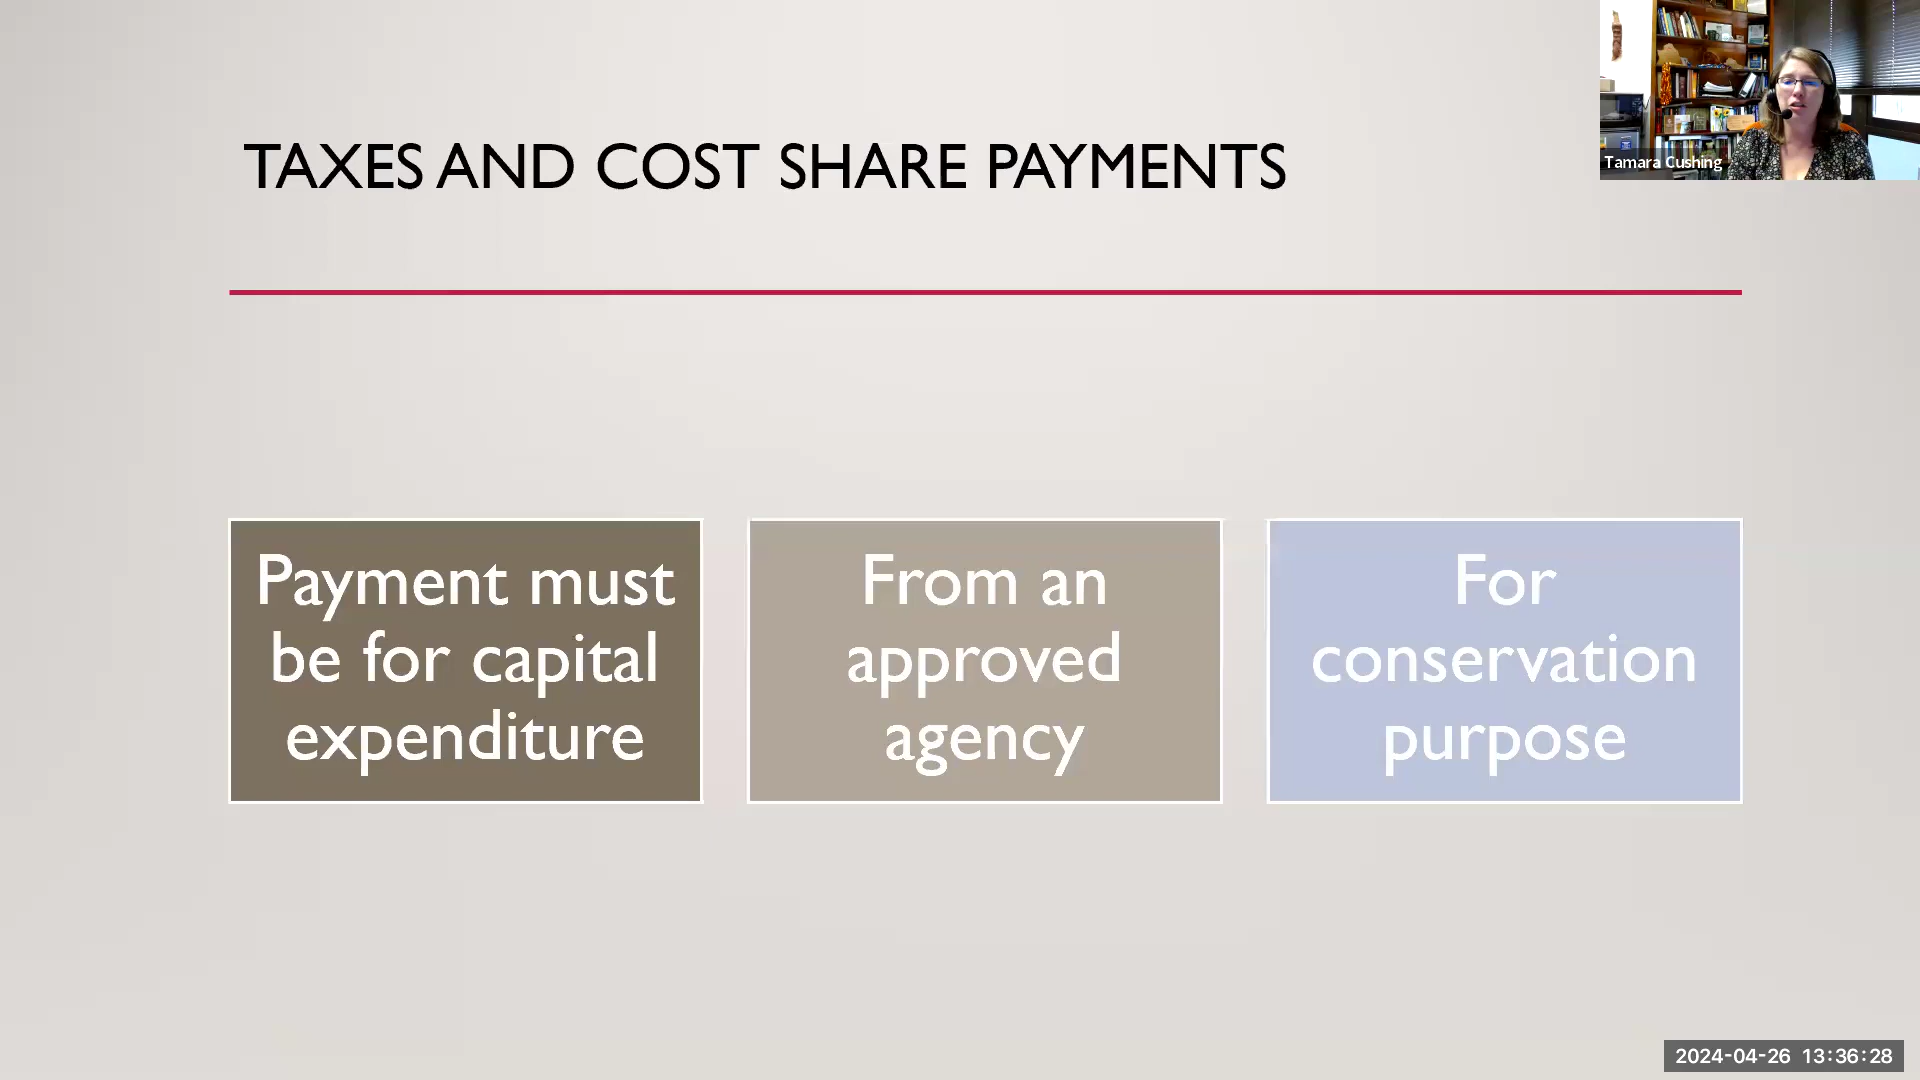 Tamara Cushing
TAXES AND COST SHARE PAYMENTS
Payment must
be for capital
expenditure
From an
approved
agency
For
conservation
purpose
2024-04-26 13:36:28